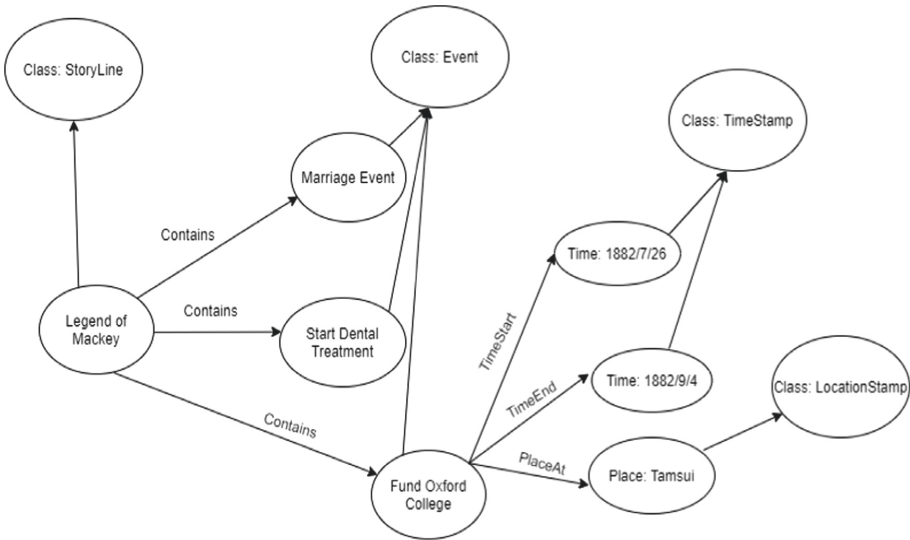 Class: StoryLine
Class: Event
Class: TimeStamp
Marriage Event
Contains
Time: 1882/7/26
Legend of
Mackey
Contains
Start Dental
Treatment
TimeStart
Time: 1882/9/4
Class: LocationStamp
TimeEnd
Contains
PlaceAt
Place: Tamsui
Fund Oxford
College